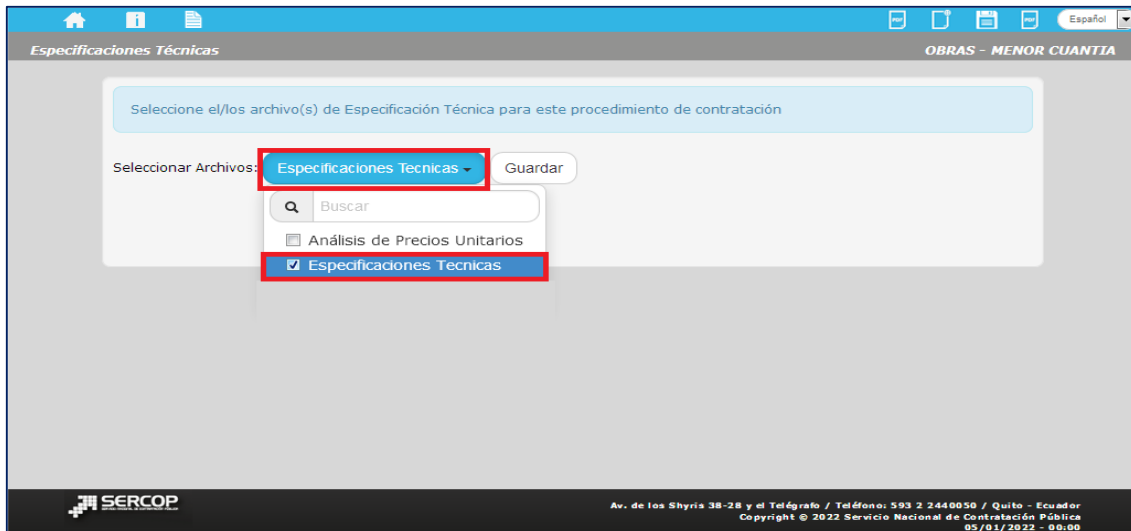 Español
Especificaciones Técnicas
OBRAS - MENOR CUANTIA
Seleccione el/los archivo(s) de Especificación Técnica para este procedimiento de contratación
Seleccionar Archivos: Especificaciones Tecnicas Guardar
Buscar
Análisis de Precios Unitarios
Especificaciones Tecnicas
SERCOP
Av. de los Shyris 38-28 y el Telégrafo / Teléfono: 593 2 2440050 / Quito - Ecuador
Copyright © 2022 Servicio Nacional de Contratación Pública
05/01/2022 - 00:00